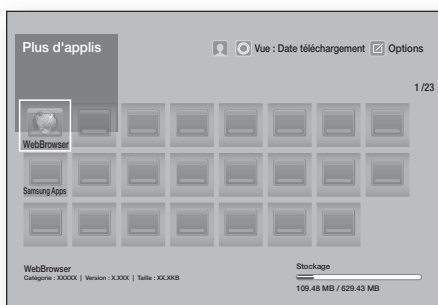 Plus d'applis
Vue : Date téléchargement Options
1 /23
WebBrowser
Samsung Apps
WebBrowser
Catégorie : XXXXX | Version : X.XXX | Taille : XX.XKB
Stockage
109.48 MB / 629.43 MB